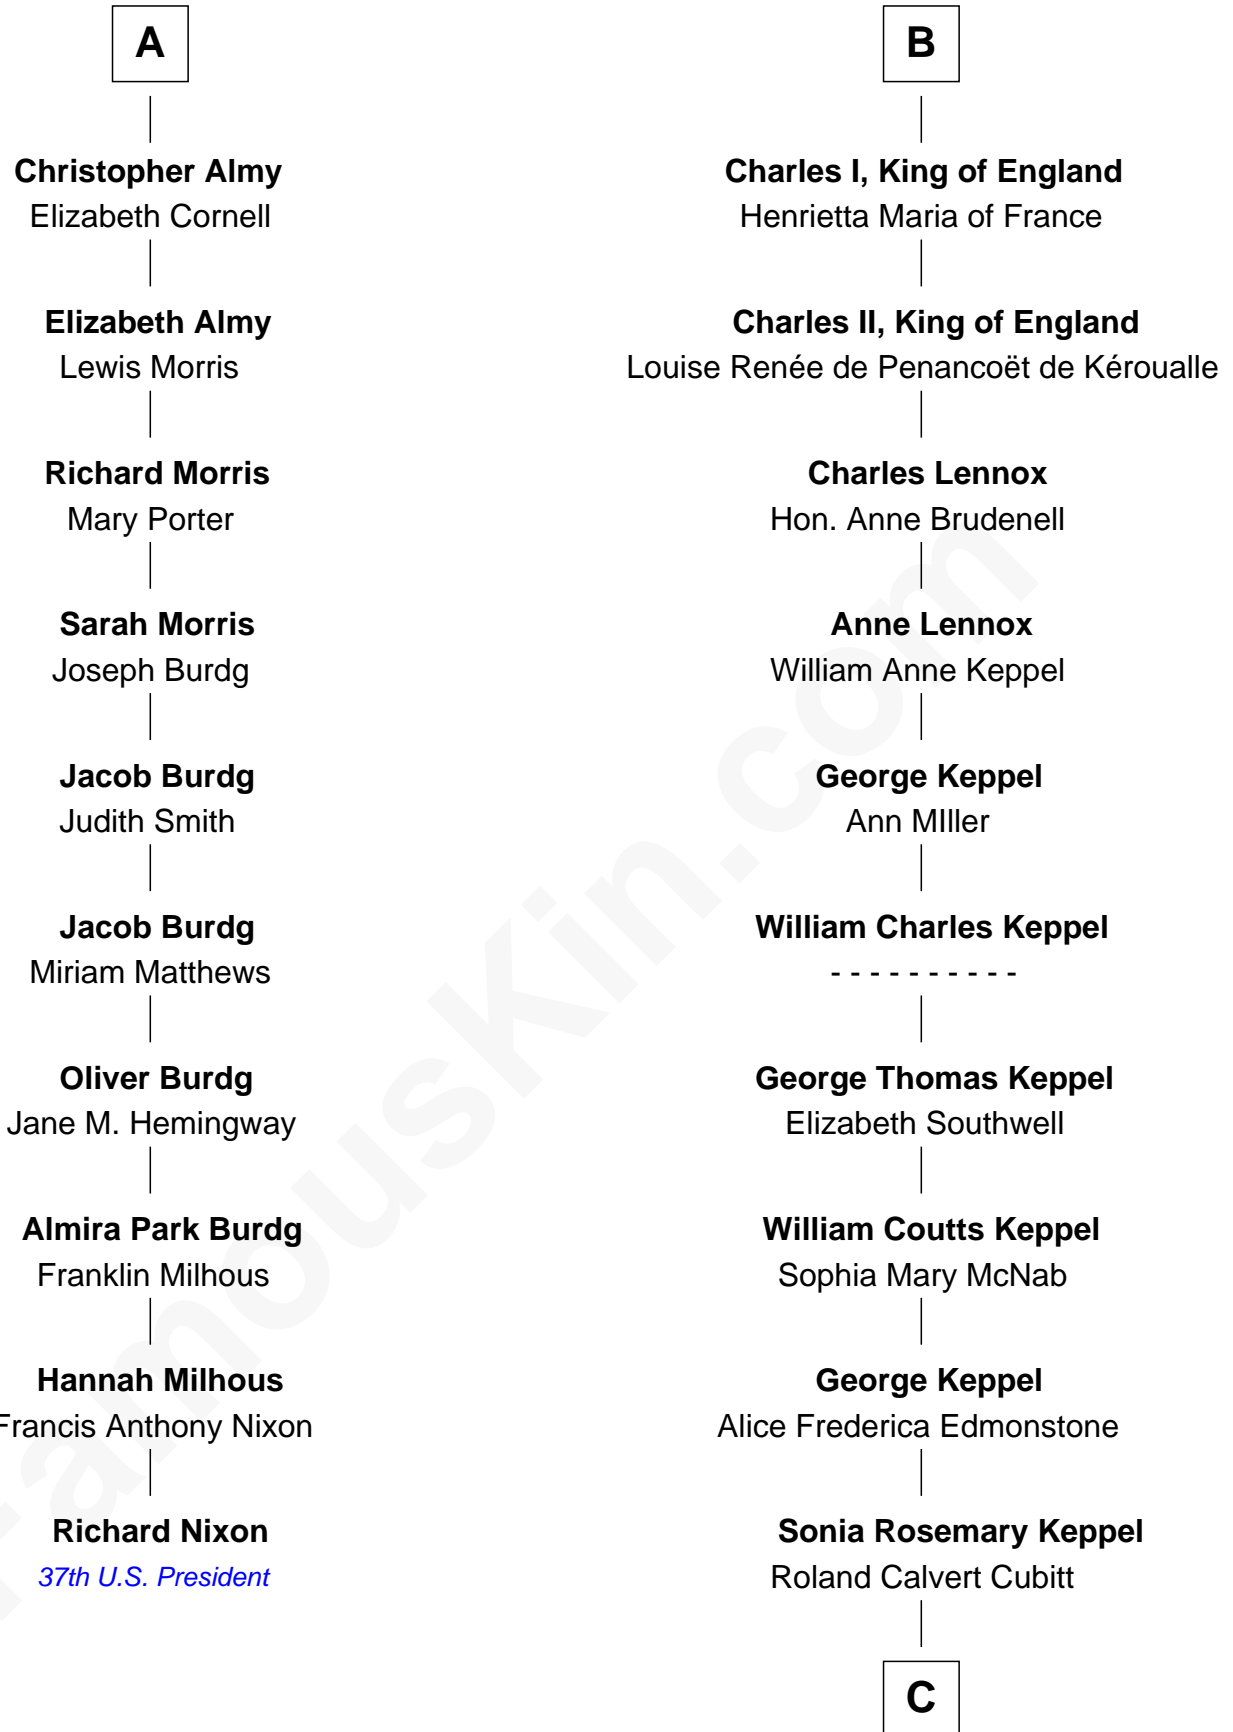 A
Christopher Almy
Elizabeth Cornell
Elizabeth Almy
Lewis Morris
Richard Morris
Mary Porter
Sarah Morris
Joseph Burdg
Jacob Burdg
Judith Smith
Jacob Burdg
Miriam Matthews
Oliver Burdg
Jane M. Hemingway
Almira Park Burdg
Franklin Milhous
Hannah Milhous
Francis Anthony Nixon
Richard Nixon
37th U.S. President
B
Charles I, King of England
Henrietta Maria of France
Charles II, King of England
Louise Renée de Penancoët de Kéroualle
Charles Lennox
Hon. Anne Brudenell
Anne Lennox
William Anne Keppel
George Keppel
Ann MIller
William Charles Keppel
- - - - - - - - - -
George Thomas Keppel
Elizabeth Southwell
William Coutts Keppel
Sophia Mary McNab
George Keppel
Alice Frederica Edmonstone
Sonia Rosemary Keppel
Roland Calvert Cubitt
C
FamousKin.com